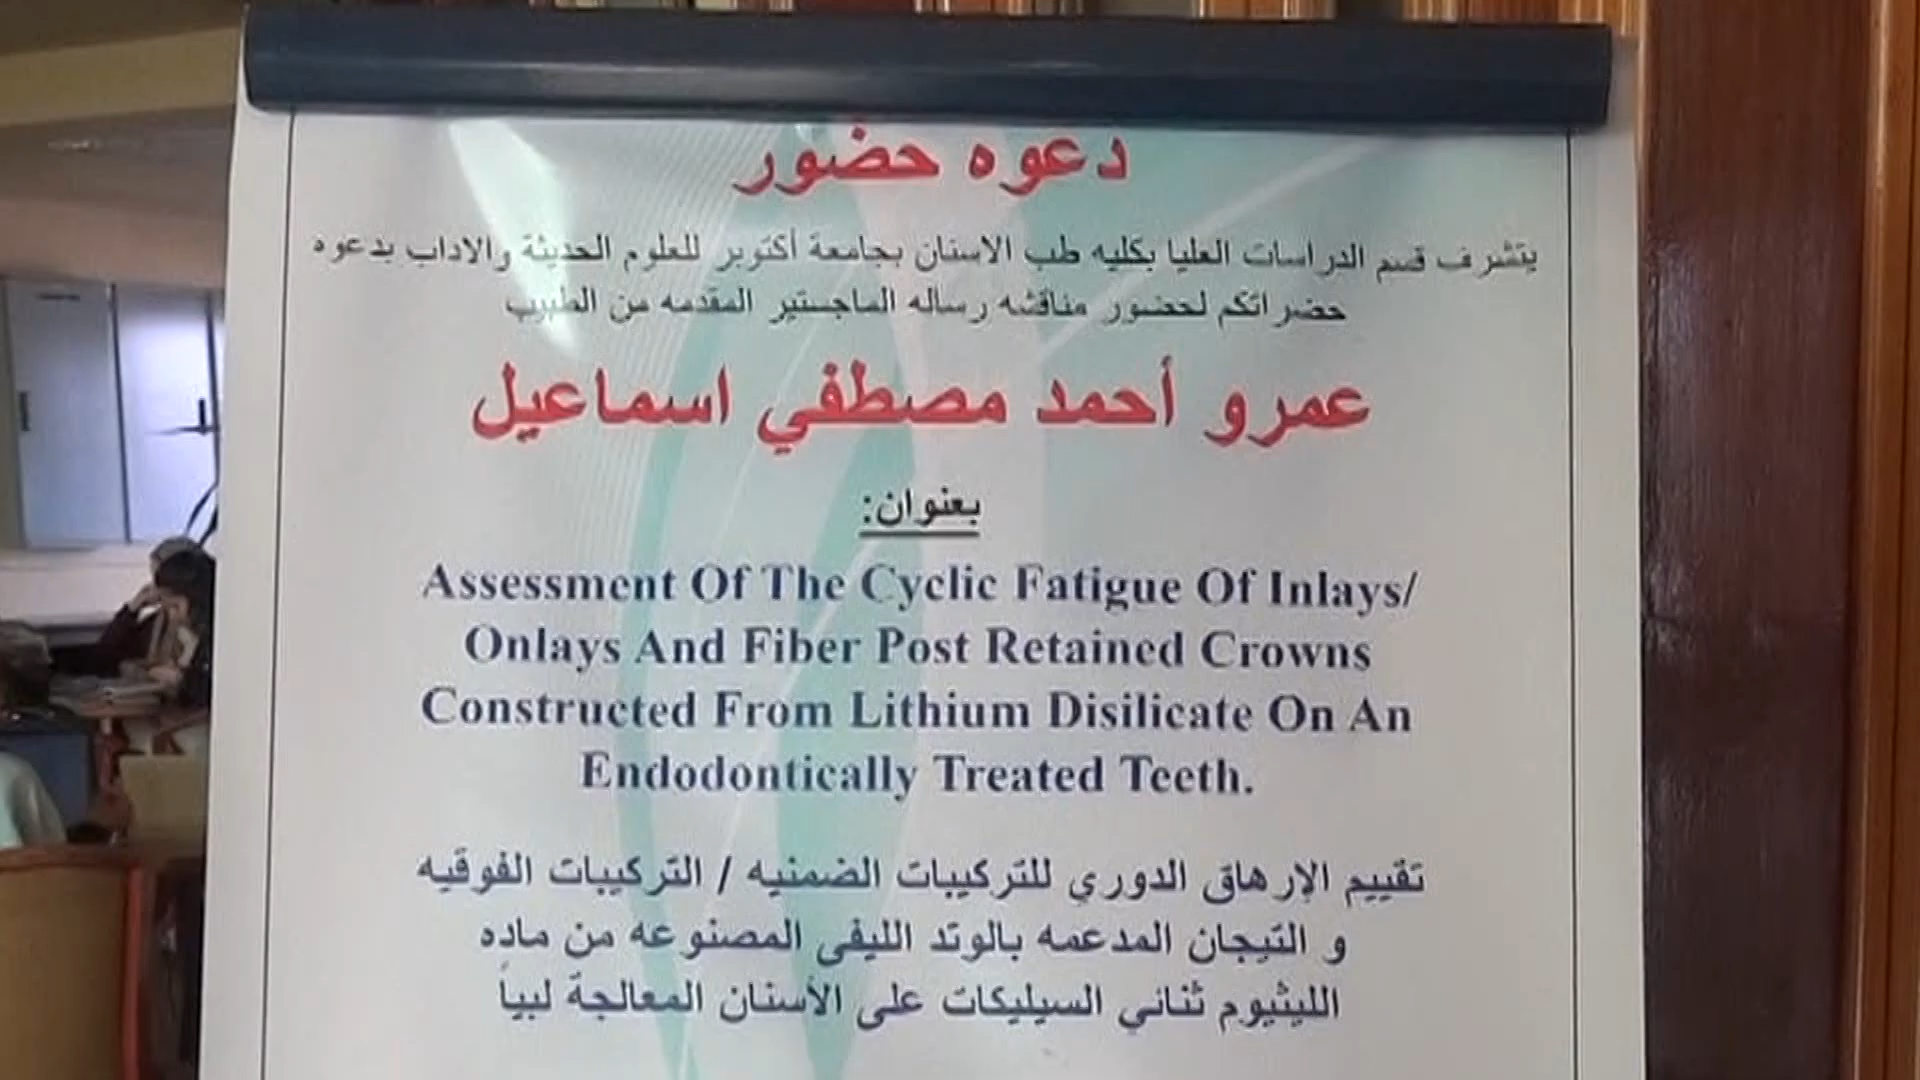 دعوه حضور
يتشرف قسم الدراسات العليا بكليه طب الاسنان بجامعة أكتوبر للعلوم الحديثة والاداب بدعوه
حضراتكم لحضور مناقشه رساله الماجستير المقدمه من الطبيب
عمرو أحمد مصطفي اسماعيل
بعنوان:
Assessment Of The Cyclic Fatigue Of Inlays/
Onlays And Fiber Post Retained Crowns
Constructed From Lithium Disilicate On An
Endodontically Treated Teeth.
تقييم الإرهاق الدوري للتركيبات الضمنيه / التركيبات الفوقيه
و التيجان المدعمه بالوتد الليفى المصنوعه من ماده
الليثيوم ثنائي السيليكات على الأسنان المعالجة لبياً